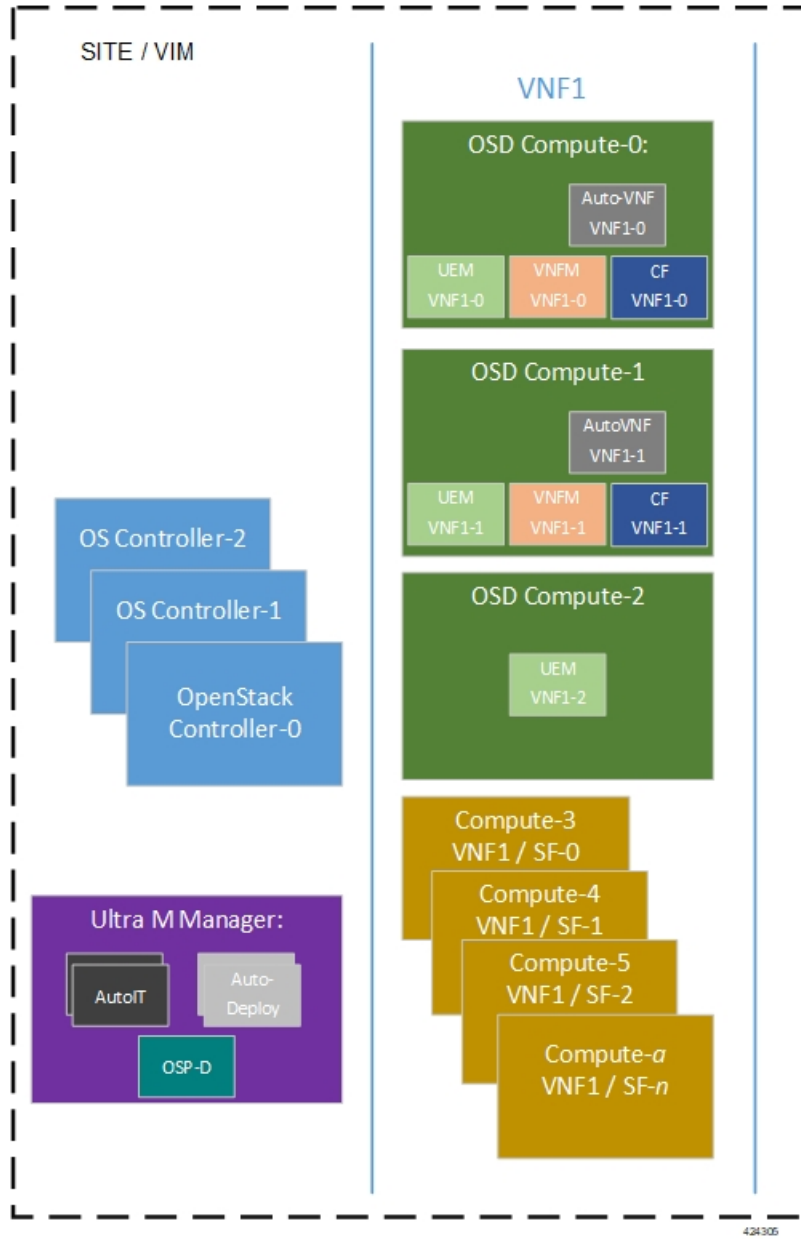 SITE / VIM
VNF1
OSD Compute-0:
Auto-VNF
VNF1-0
UEM
VNF1-0
VNFM
VNF1-0
CF
VNF1-0
OSD Compute-1
AutoVNF
VNF1-1
UEM
VNF1-1
VNFM
VNF1-1
CF
VNF1-1
OS Controller-2
OS Controller-1
OpenStack
Controller-0
OSD Compute-2
UEM
VNF1-2
Compute-3
VNF1 / SF-0
Compute-4
VNF1 / SF-1
Compute-5
VNF1 / SF-2
Compute-a
VNF1 / SF-n
Ultra M Manager:
AutoIT
Auto-
Deploy
OSP-D
424305